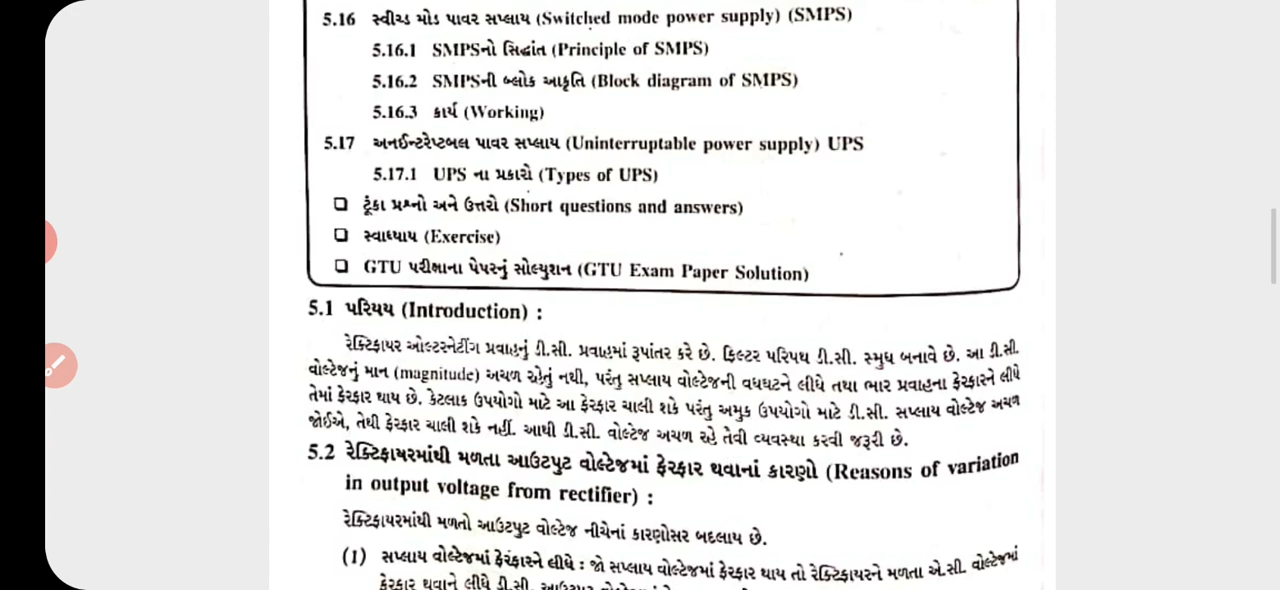 5.16 સ્વીચ્ડ મોડ પાવર સપ્લાય (Switched mode power supply) (SMPS)
5.16.1 SMPSનો સિદ્ધાંત (Principle of SMPS)
5.16.2 SMPSની બ્લોક આકૃતિ (Block diagram of SMPS)
5.16.3 કાર્ય (Working)
5.17 અનઈન્ટરેપ્ટબલ પાવર સપ્લાય (Uninterruptable power supply) UPS
5.17.1 UPS ના પ્રકારો (Types of UPS)
❑ ટૂંકા પ્રશ્નો અને ઉત્તરો (Short questions and answers)
❑ સ્વાધ્યાય (Exercise)
❑ GTU પરીક્ષાના પેપરનું સોલ્યુશન (GTU Exam Paper Solution)
5.1 પરિચય (Introduction) :
રેક્ટિફાયર ઓલ્ટરનેટીંગ પ્રવાહનું ડી.સી. પ્રવાહમાં રૂપાંતર કરે છે. ફિલ્ટર પરિપથ ડી.સી. સ્મુધ બનાવે છે. આ ડી.સી.
વોલ્ટેજનું માન (magnitude) અચળ રહેતું નથી, પરંતુ સપ્લાય વોલ્ટેજની વધઘટને લીધે તથા ભાર પ્રવાહના ફેરફારને લીધે
તેમાં ફેરફાર થાય છે. કેટલાક ઉપયોગો માટે આ ફેરફાર ચાલી શકે પરંતુ અમુક ઉપયોગો માટે ડી.સી. સપ્લાય વોલ્ટેજ અચળ
જોઈએ, તેથી ફેરફાર ચાલી શકે નહીં. આથી ડી.સી. વોલ્ટેજ અચળ રહે તેવી વ્યવસ્થા કરવી જરૂરી છે.
5.2 રેક્ટિફાયરમાંથી મળતા આઉટપુટ વોલ્ટેજમાં ફેરફાર થવાનાં કારણો (Reasons of variation
in output voltage from rectifier) :
રેક્ટિફાયરમાંથી મળતો આઉટપુટ વોલ્ટેજ નીચેનાં કારણોસર બદલાય છે.
(1) સપ્લાય વોલ્ટેજમાં ફેરફારને લીધે : જો સપ્લાય વોલ્ટેજમાં ફેરફાર થાય તો રેક્ટિફાયરને મળતા એ.સી. વોલ્ટેજમાં
ફેરફાર થવાને લીધે ડી.સી.